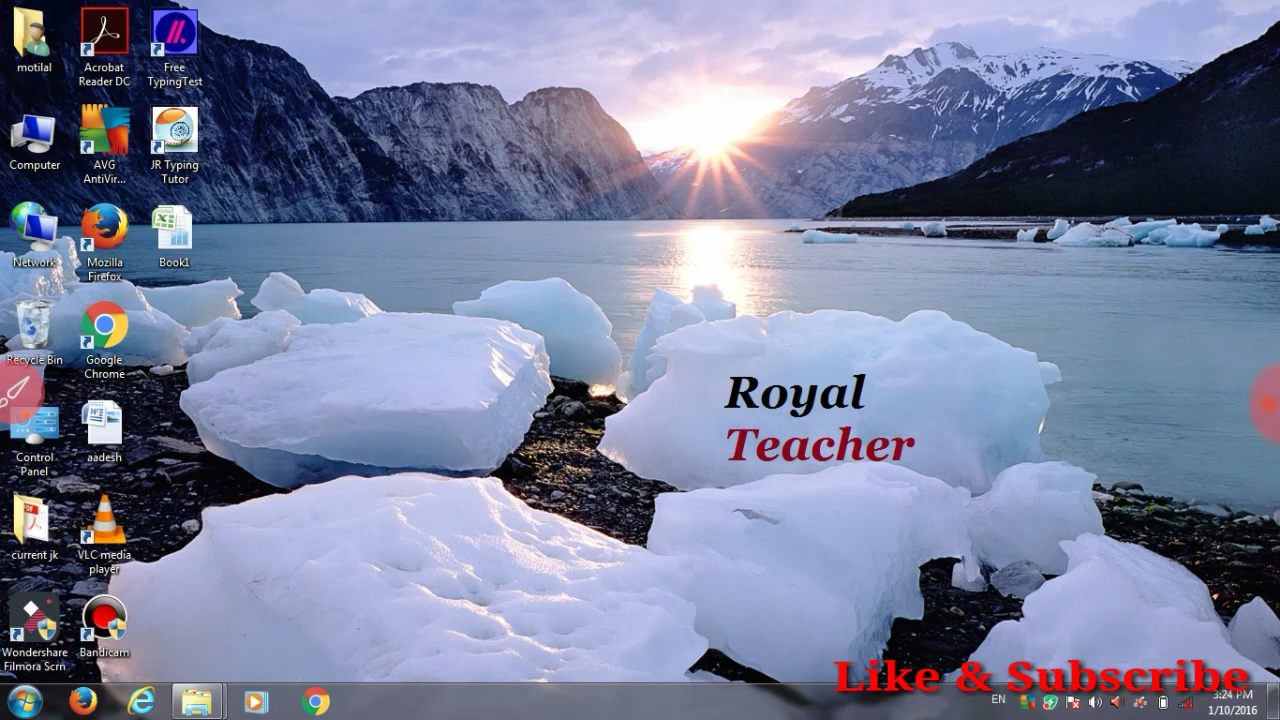 motilal
Acrobat
Reader DC
Free
TypingTest
Computer
AVG
AntiVir...
JR Typing
Tutor
Network
Mozilla
Firefox
Book1
Recycle Bin
Google
Chrome
Control
Panel
aadesh
current jk
VLC media
player
Wondershare
Filmora Scrn
Bandicam
Royal
Teacher
Like & Subscribe
EN
3:24 PM
1/10/2016